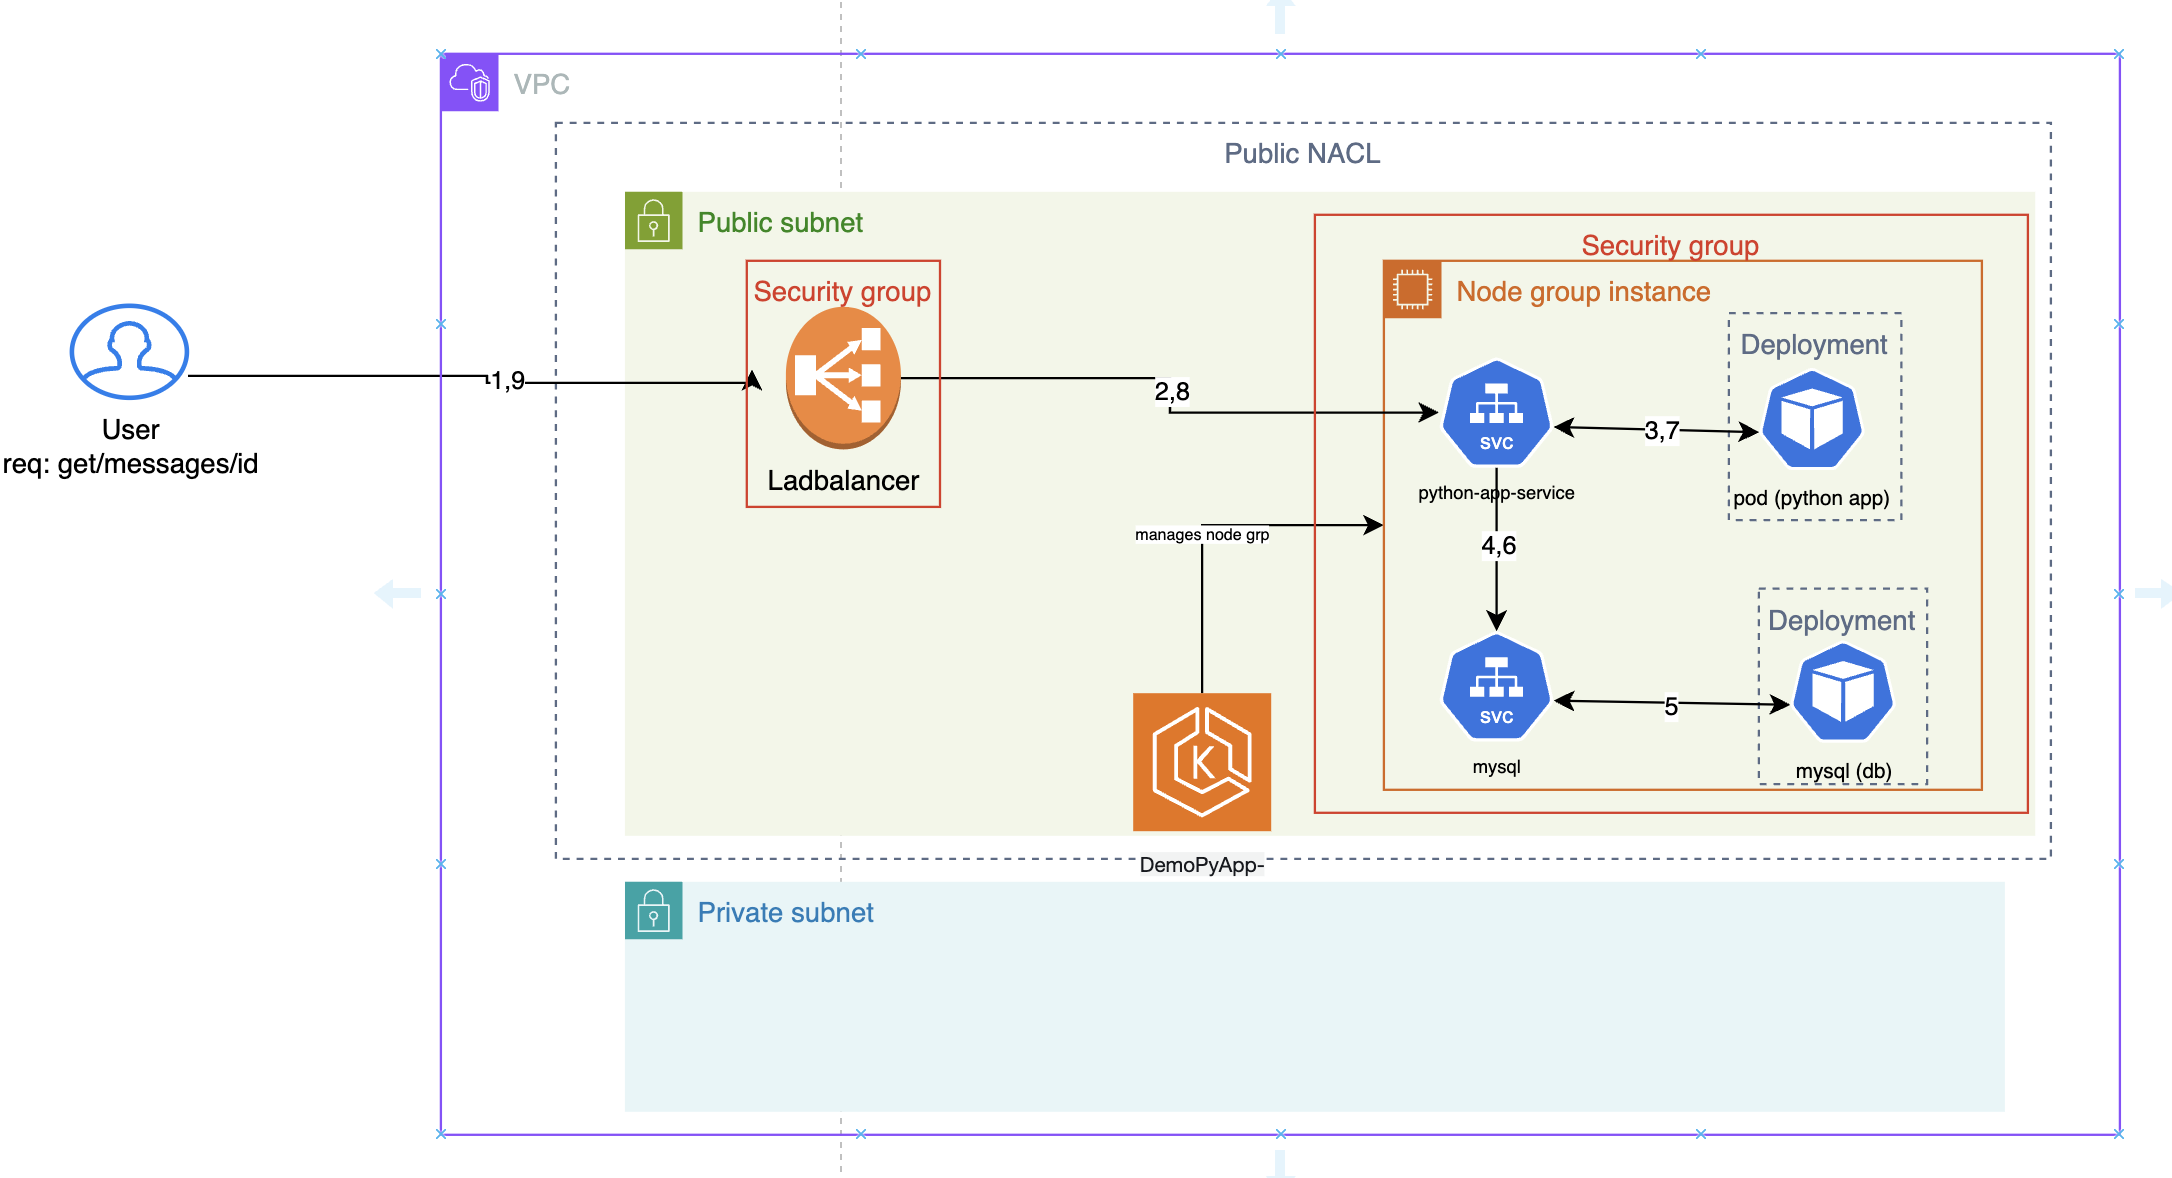 VPC
Public NACL
Public subnet
Security group
Security group
Node group instance
Deployment
1,9
2,8
3,7
SVC
User
req: get/messages/id
Ladbalancer
python-app-service
pod (python app)
manages node grp
4,6
Deployment
K
5
SVC
mysql
mysql (db)
DemoPyApp-
Private subnet